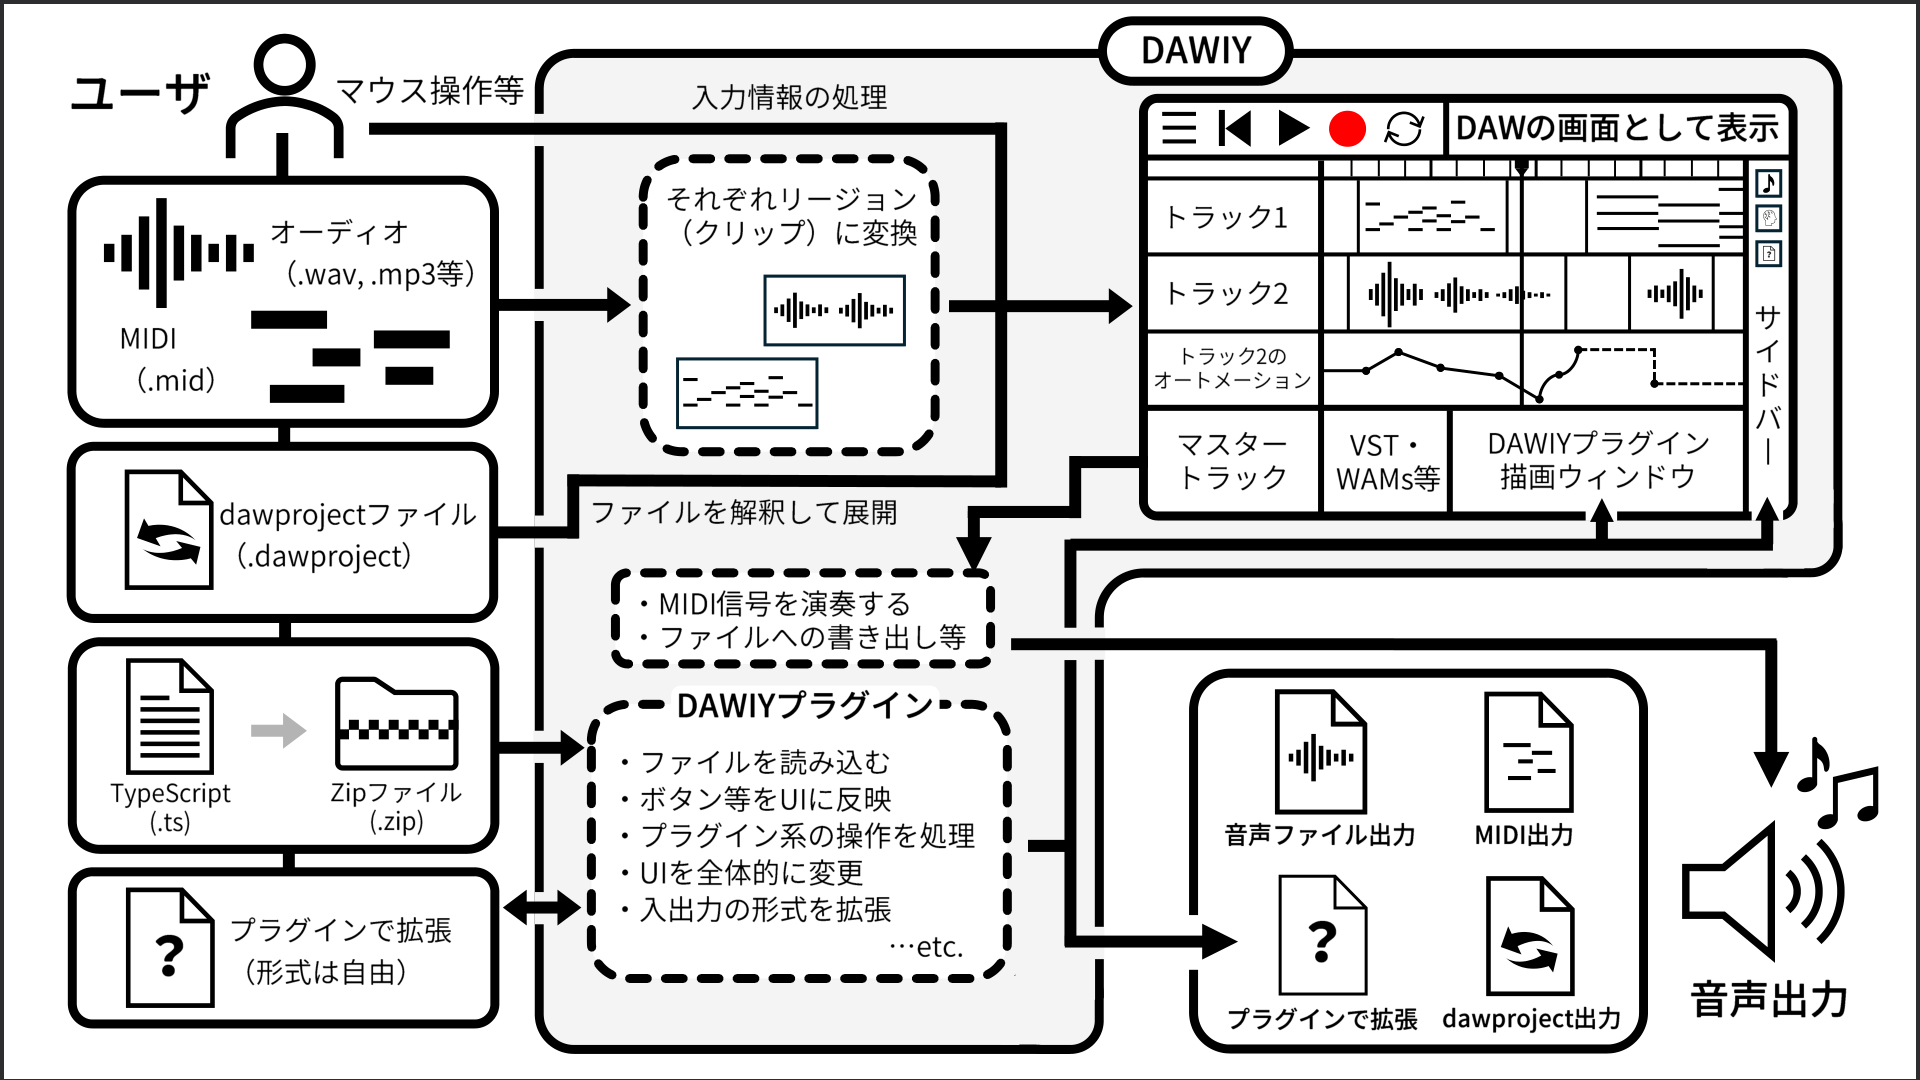 DAWIY
ユーザ
マウス操作等
入力情報の処理
DAWの画面として表示
オーディオ
（.wav, .mp3等）
MIDI
（.mid）
それぞれリージョン
（クリップ）に変換
トラック1
トラック2
トラック2の
オートメーション
マスター
トラック
VST・
WAMs等
DAWIYプラグイン
描画ウィンドウ
サイドバー
dawprojectファイル
（.dawproject）
ファイルを解釈して展開
・MIDI信号を演奏する
・ファイルへの書き出し等
TypeScript
(.ts)
Zipファイル
(.zip)
DAWIYプラグイン
・ファイルを読み込む
・ボタン等をUIに反映
・プラグイン系の操作を処理
・UIを全体的に変更
・入出力の形式を拡張
…etc.
?
プラグインで拡張
（形式は自由）
音声ファイル出力
MIDI出力
?
プラグインで拡張
dawproject出力
音声出力